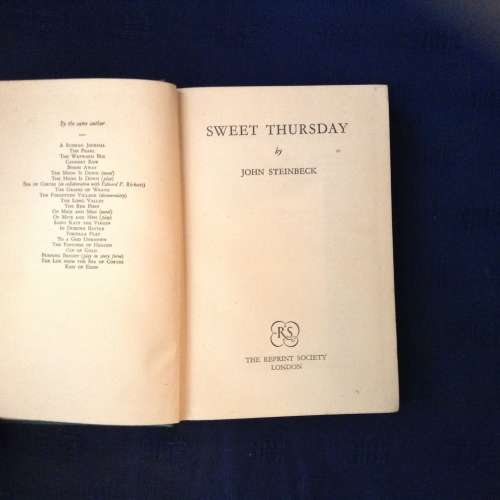 By the same author
A RUSSIAN JOURNAL
THE PEARL
THE WAYWARD BUS
CANNERY ROW
BOMBS AWAY
THE MOON IS DOWN (novel)
THE MOON IS DOWN (play)
SEA OF CORTEZ (in collaboration with Edward F. Ricketts)
THE GRAPES OF WRATH
THE FORGOTTEN VILLAGE (documentary)
THE LONG VALLEY
THE RED PONY
OF MICE AND MEN (novel)
OF MICE AND MEN (play)
SAINT KATY THE VIRGIN
IN DUBIOUS BATTLE
TORTILLA FLAT
TO A GOD UNKNOWN
THE PASTURES OF HEAVEN
CUP OF GOLD
BURNING BRIGHT (play in story form)
THE LOG FROM THE SEA OF CORTEZ
EAST OF EDEN
SWEET THURSDAY
by
JOHN STEINBECK
RS
THE REPRINT SOCIETY
LONDON